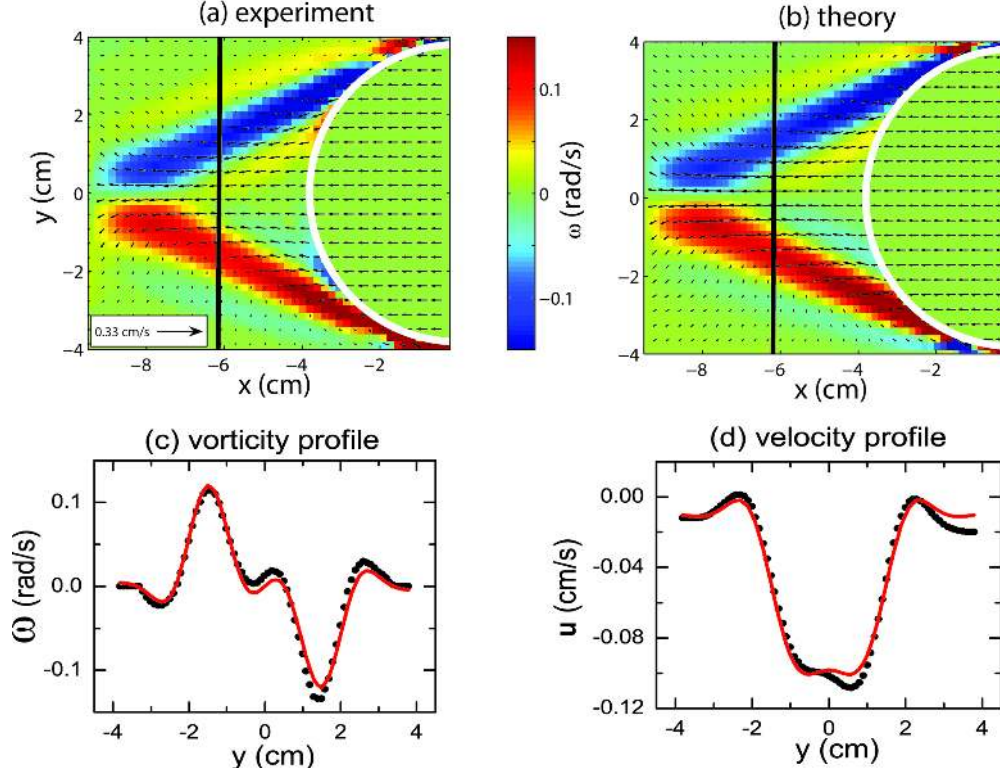 (a) experiment
(b) theory
4
2
0
−2
−4
y (cm)
0.33 cm/s
−8
−6
−4
−2
x (cm)
0.1
0
−0.1
ω (rad/s)
4
2
0
−2
−4
−8
−6
−4
−2
x (cm)
(c) vorticity profile
0.1
0.0
-0.1
ω (rad/s)
-4
-2
0
2
4
y (cm)
(d) velocity profile
0.00
-0.04
-0.08
-0.12
u (cm/s)
-4
-2
0
2
4
y (cm)